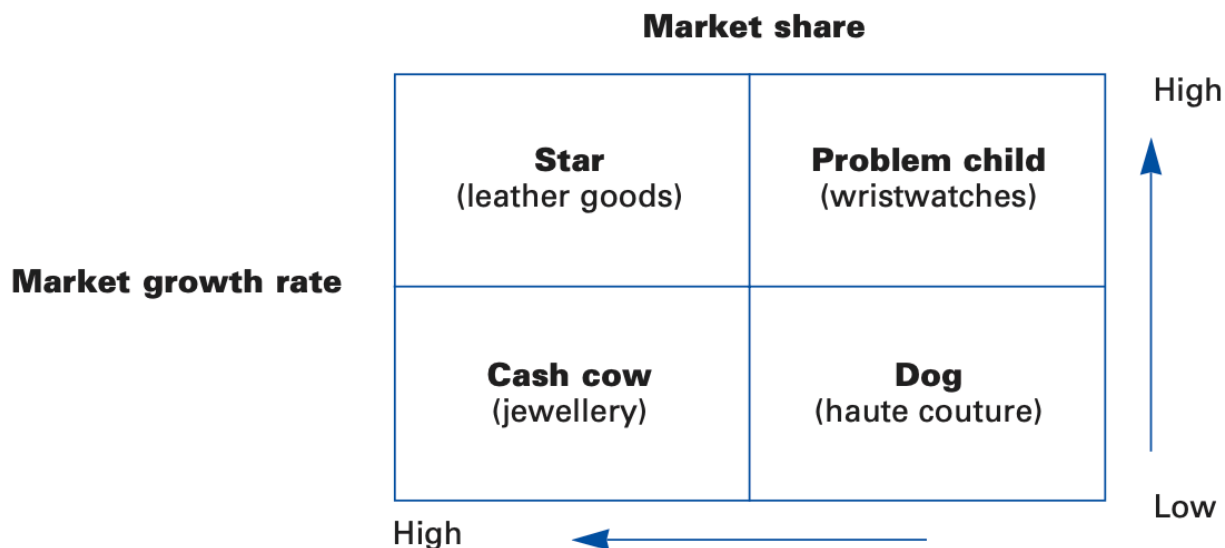 Market share
High
Star
(leather goods)
Problem child
(wristwatches)
Market growth rate
Cash cow
(jewellery)
Dog
(haute couture)
Low
High